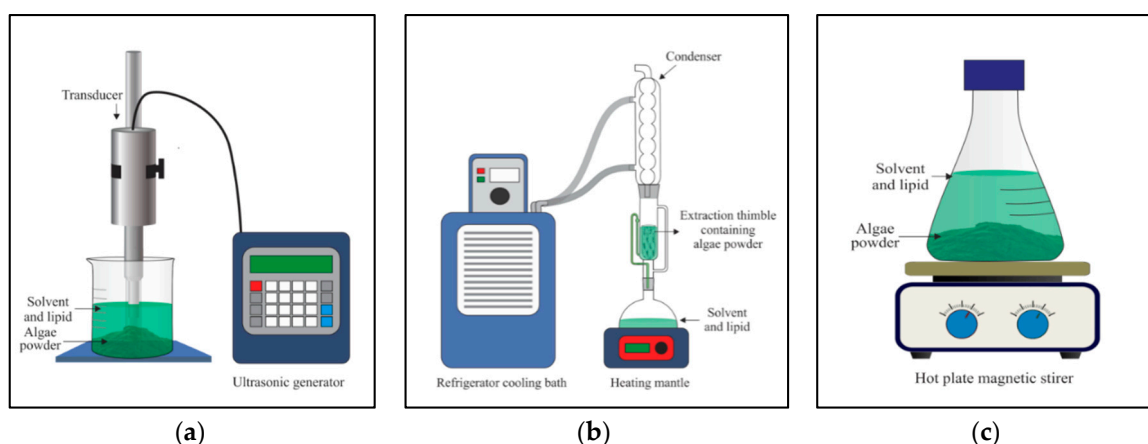 Transducer
Solvent
and lipid
Algae
powder
Ultrasonic generator
(a)
Condenser
Extraction thimble
containing
algae powder
Solvent
and lipid
Refrigerator cooling bath
Heating mantle
(b)
Solvent
and lipid
Algae
powder
Hot plate magnetic stirer
(c)